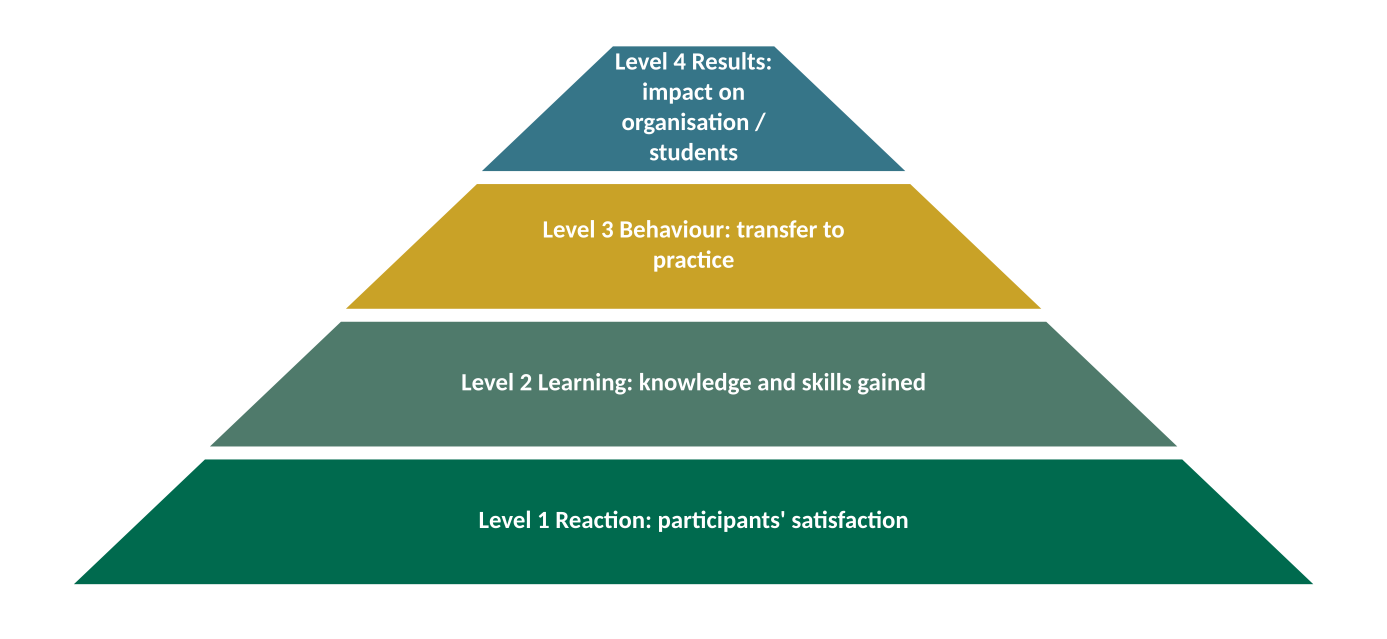 Level 4 Results:
impact on
organisation /
students
Level 3 Behaviour: transfer to
practice
Level 2 Learning: knowledge and skills gained
Level 1 Reaction: participants' satisfaction